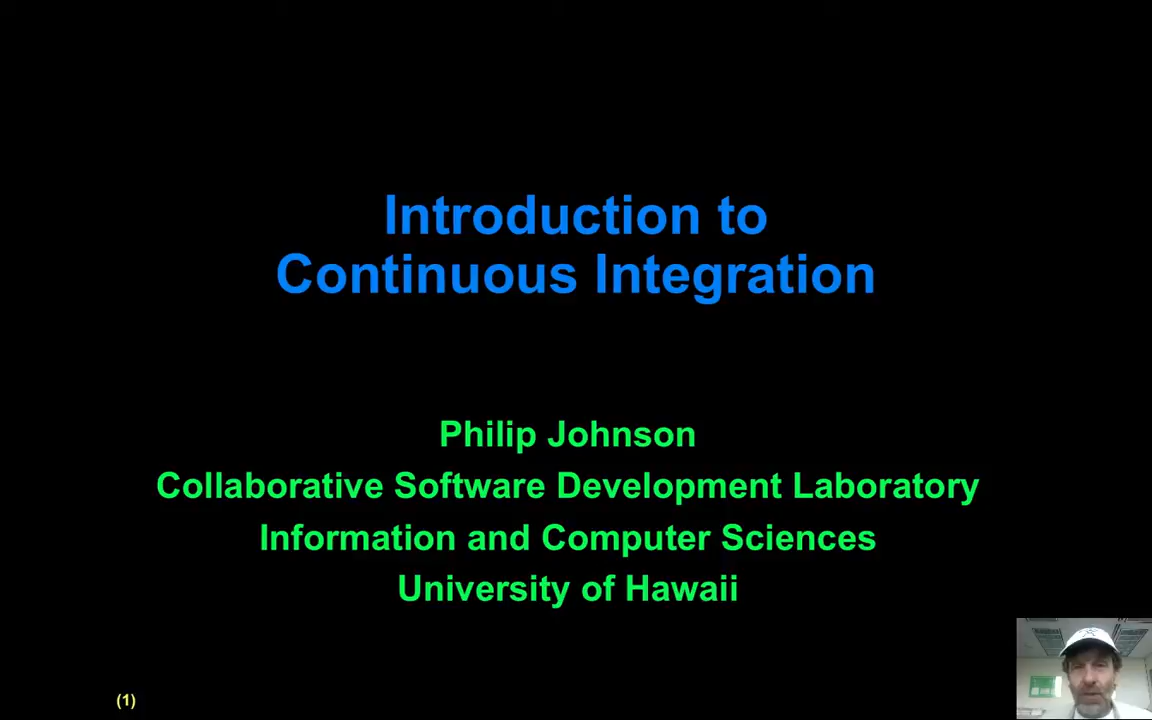 Introduction to
Continuous Integration
Philip Johnson
Collaborative Software Development Laboratory
Information and Computer Sciences
University of Hawaii
(1)